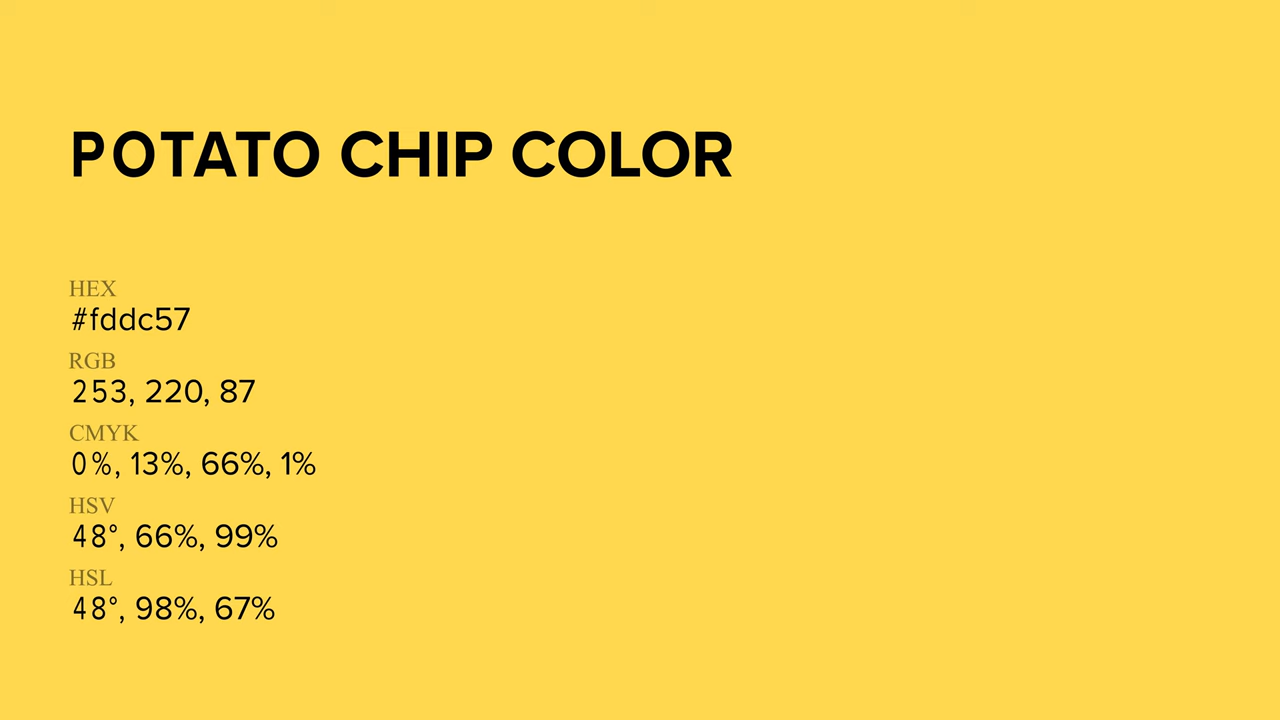 POTATO CHIP COLOR
HEX
#fddc57
RGB
253, 220, 87
CMYK
0%, 13%, 66%, 1%
HSV
48°, 66%, 99%
HSL
48°, 98%, 67%